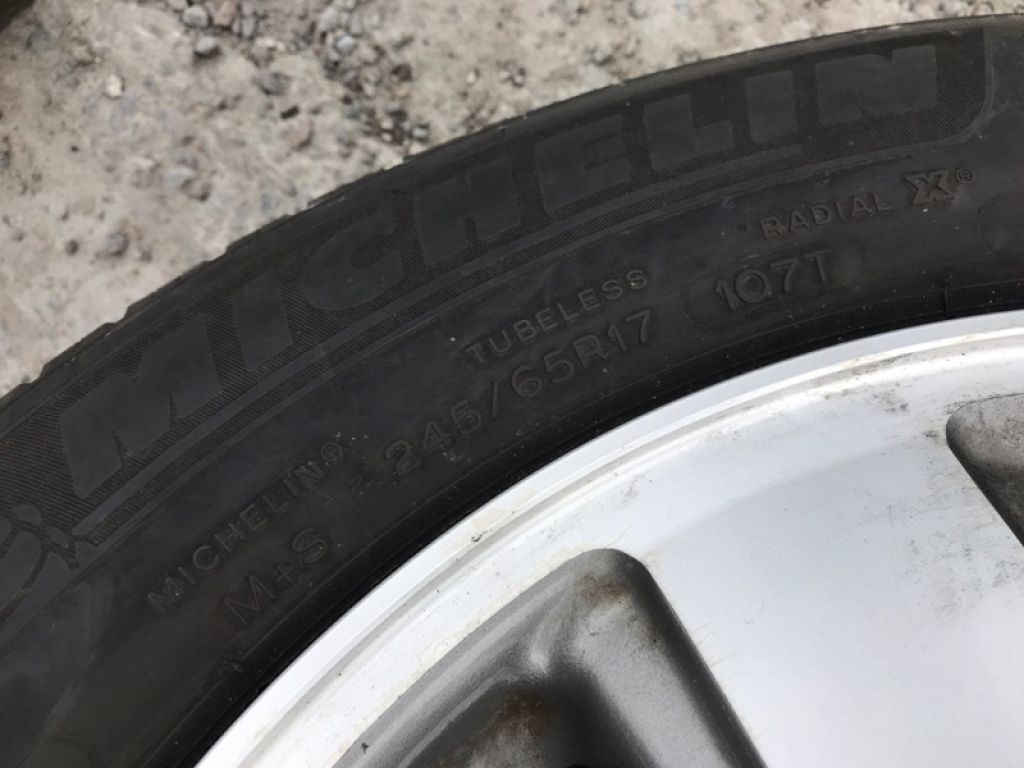 MICHELIN
RADIAL X®
TUBELESS
245/65R17 107T
MICHELIN®
M+S